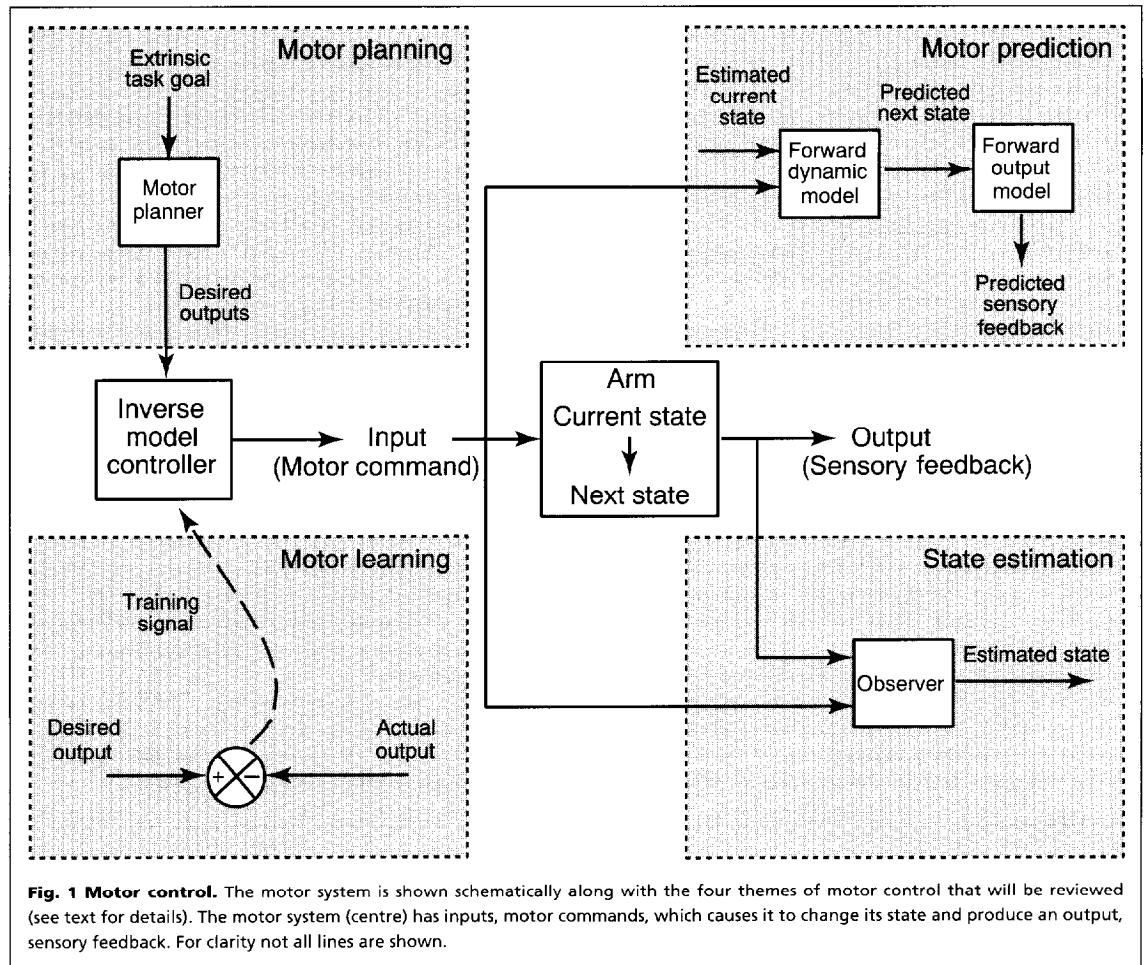 Motor planning
Extrinsic
task goal
Motor
planner
Desired
outputs
Motor prediction
Estimated
current
state
Predicted
next state
Forward
dynamic
model
Forward
output
model
Predicted
sensory
feedback
Inverse
model
controller
Input
(Motor command)
Arm
Current state
Next state
Output
(Sensory feedback)
Motor learning
Training
signal
Desired
output
Actual
output
+
−
State estimation
Observer
Estimated state
Fig. 1 Motor control. The motor system is shown schematically along with the four themes of motor control that will be reviewed
(see text for details). The motor system (centre) has inputs, motor commands, which causes it to change its state and produce an output,
sensory feedback. For clarity not all lines are shown.